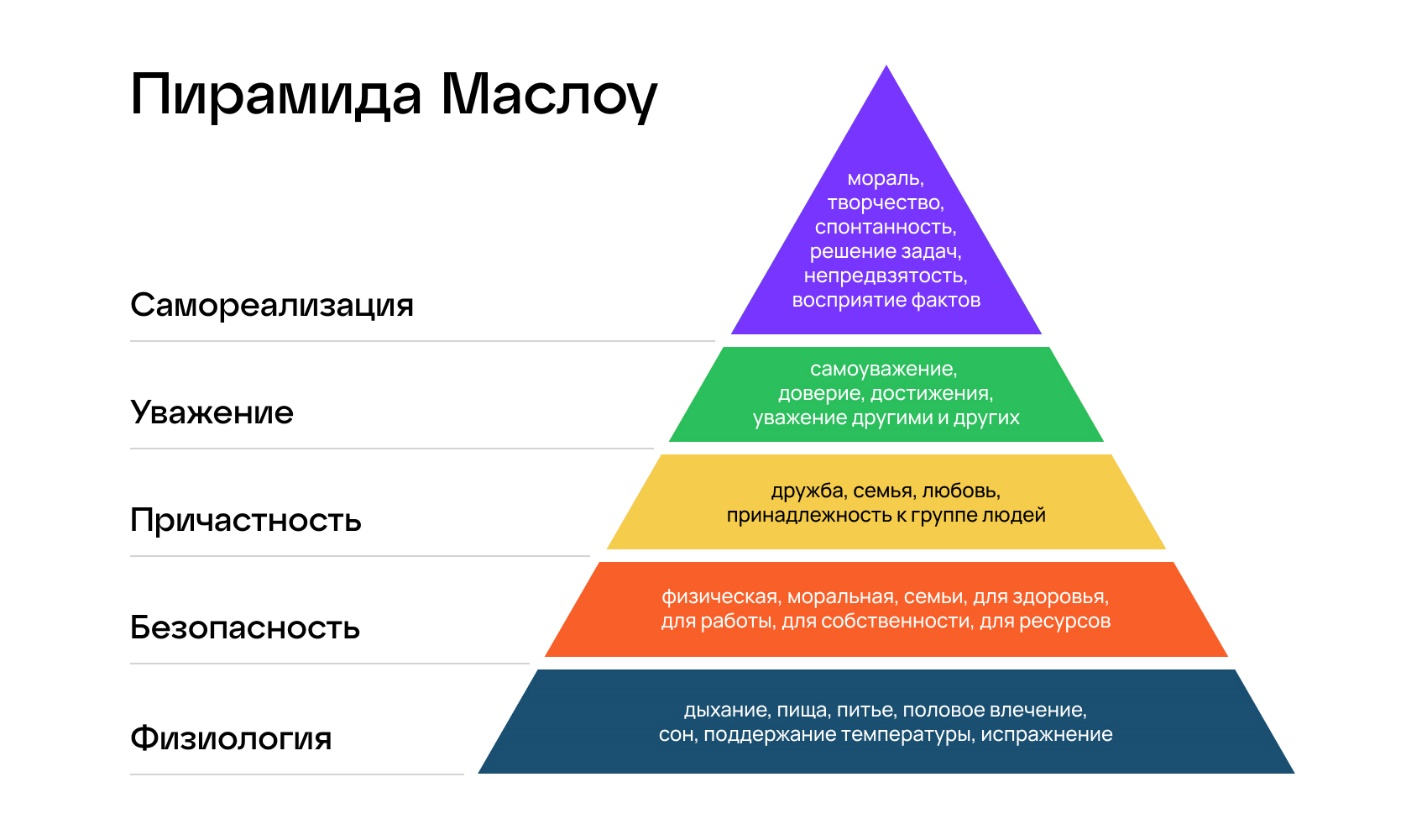 Пирамида Маслоу
мораль,
творчество,
спонтанность,
решение задач,
непредвзятость,
восприятие фактов
Самореализация
самоуважение,
доверие, достижения,
уважение другими и других
Уважение
дружба, семья, любовь,
принадлежность к группе людей
Причастность
физическая, моральная, семьи, для здоровья,
для работы, для собственности, для ресурсов
Безопасность
дыхание, пища, питье, половое влечение,
сон, поддержание температуры, испражнение
Физиология